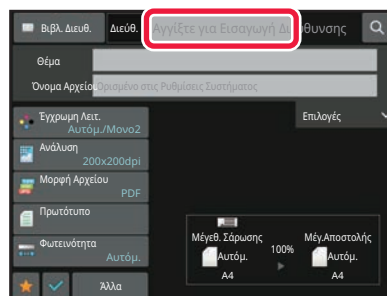 Βιβλ. Διευθ.
Διεύθ.
Αγγίξτε για Εισαγωγή Διεύθυνσης
Θέμα
Όνομα Αρχείου
Ορισμένο στις Ρυθμίσεις Συστήματος
Έγχρωμη Λειτ.
Αυτόμ./Μονο2
Επιλογές
Ανάλυση
200x200dpi
Μορφή Αρχείου
PDF
Πρωτότυπο
Φωτεινότητα
Αυτόμ.
Άλλα
Μέγεθ. Σάρωσης
Αυτόμ.
A4
100%
Μέγ.Αποστολής
Αυτόμ.
A4